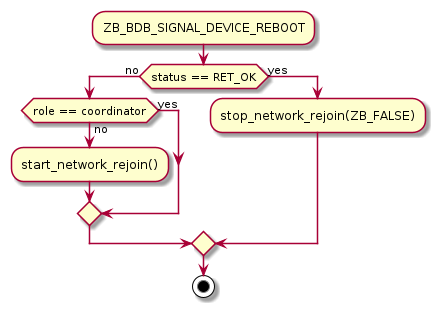 ZB_BDB_SIGNAL_DEVICE_REBOOT
no
status == RET_OK
yes
role == coordinator
yes
stop_network_rejoin(ZB_FALSE)
no
start_network_rejoin()